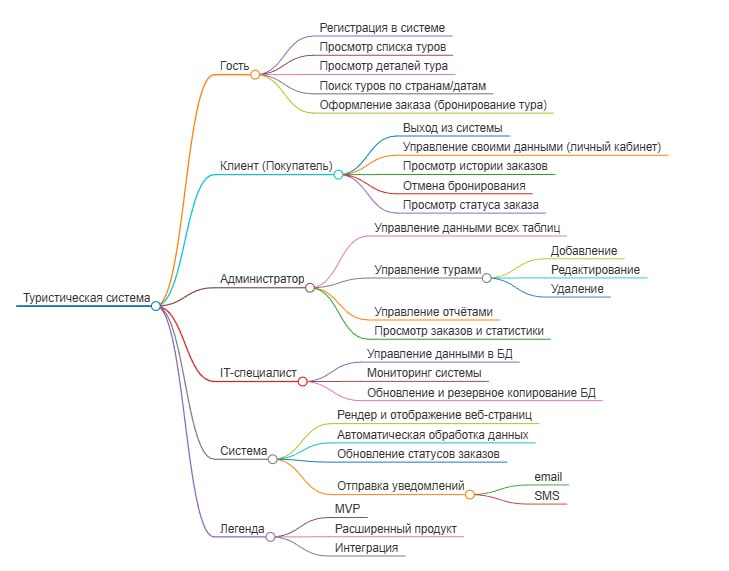 Туристическая система
Гость
Регистрация в системе
Просмотр списка туров
Просмотр деталей тура
Поиск туров по странам/датам
Оформление заказа (бронирование тура)
Клиент (Покупатель)
Выход из системы
Управление своими данными (личный кабинет)
Просмотр истории заказов
Отмена бронирования
Просмотр статуса заказа
Администратор
Управление данными всех таблиц
Управление турами
Добавление
Редактирование
Удаление
Управление отчётами
Просмотр заказов и статистики
IT-специалист
Управление данными в БД
Мониторинг системы
Обновление и резервное копирование БД
Система
Рендер и отображение веб-страниц
Автоматическая обработка данных
Обновление статусов заказов
Отправка уведомлений
email
SMS
Легенда
MVP
Расширенный продукт
Интеграция